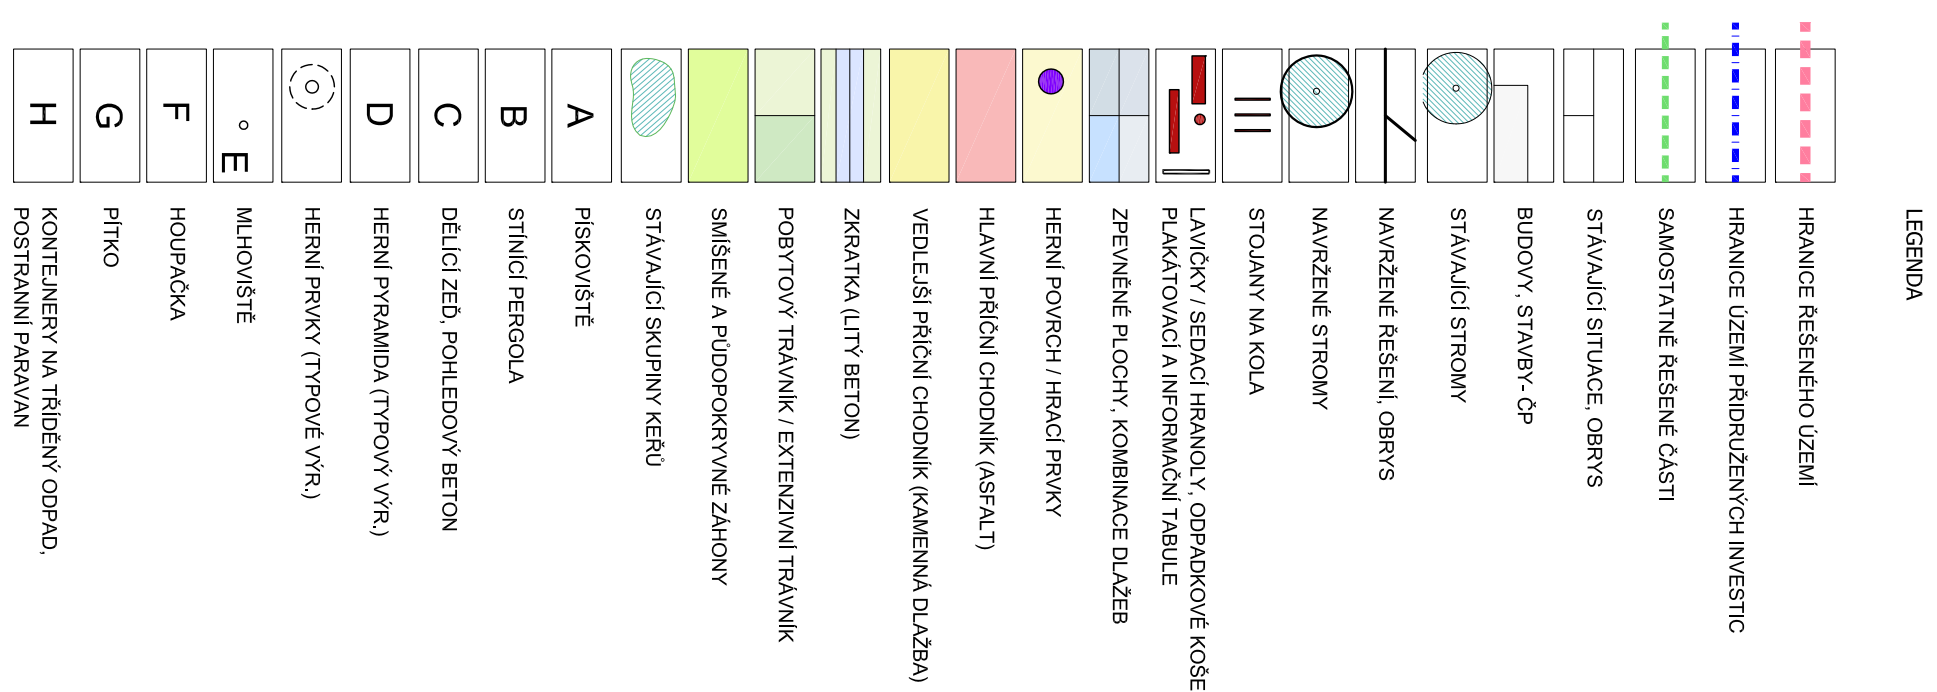 LEGENDA
HRANICE ŘEŠENÉHO ÚZEMÍ
HRANICE ÚZEMÍ PŘIDRUŽENÝCH INVESTIC
SAMOSTATNĚ ŘEŠENÉ ČÁSTI
STÁVAJÍCÍ SITUACE, OBRYS
BUDOVY, STAVBY- ČP
STÁVAJÍCÍ STROMY
NAVRŽENÉ ŘEŠENÍ, OBRYS
NAVRŽENÉ STROMY
STOJANY NA KOLA
LAVIČKY / SEDACÍ HRANOLY, ODPADKOVÉ KOŠE
PLAKÁTOVACÍ A INFORMAČNÍ TABULE
ZPEVNĚNÉ PLOCHY, KOMBINACE DLAŽEB
HERNÍ POVRCH / HRACÍ PRVKY
HLAVNÍ PŘÍČNÍ CHODNÍK (ASFALT)
VEDLEJŠÍ PŘÍČNÍ CHODNÍK (KAMENNÁ DLAŽBA)
ZKRATKA (LITÝ BETON)
POBYTOVÝ TRÁVNÍK / EXTENZIVNÍ TRÁVNÍK
SMÍŠENÉ A PŮDOPOKRYVNÉ ZÁHONY
STÁVAJÍCÍ SKUPINY KEŘŮ
A PÍSKOVIŠTĚ
B STÍNÍCÍ PERGOLA
C DĚLÍCÍ ZEĎ, POHLEDOVÝ BETON
D HERNÍ PYRAMIDA (TYPOVÝ VÝR.)
HERNÍ PRVKY (TYPOVÉ VÝR.)
E MLHOVIŠTĚ
F HOUPAČKA
G PÍTKO
H KONTEJNERY NA TŘÍDĚNÝ ODPAD,
POSTRANNÍ PARAVAN